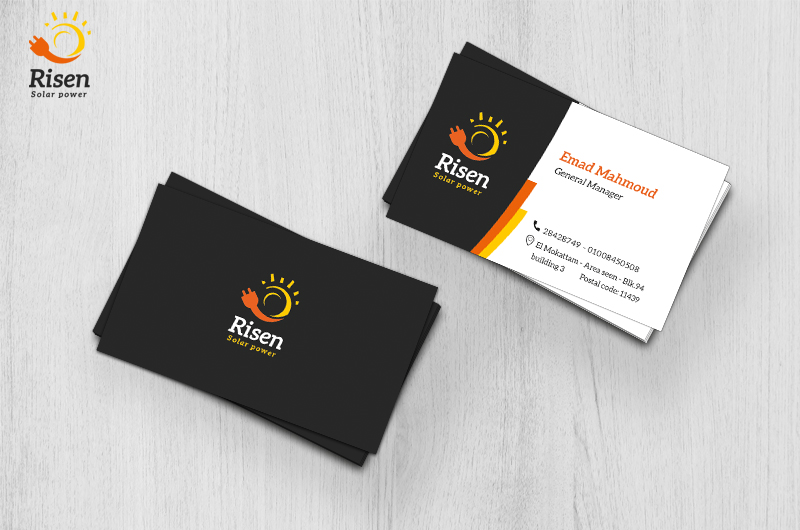 Risen
Solar power
Risen
Solar power
Emad Mahmoud
General Manager
28428749 - 01008450508
El Mokattam - Area seen - Blk.94
building 3 Postal code: 11439
Risen
Solar power